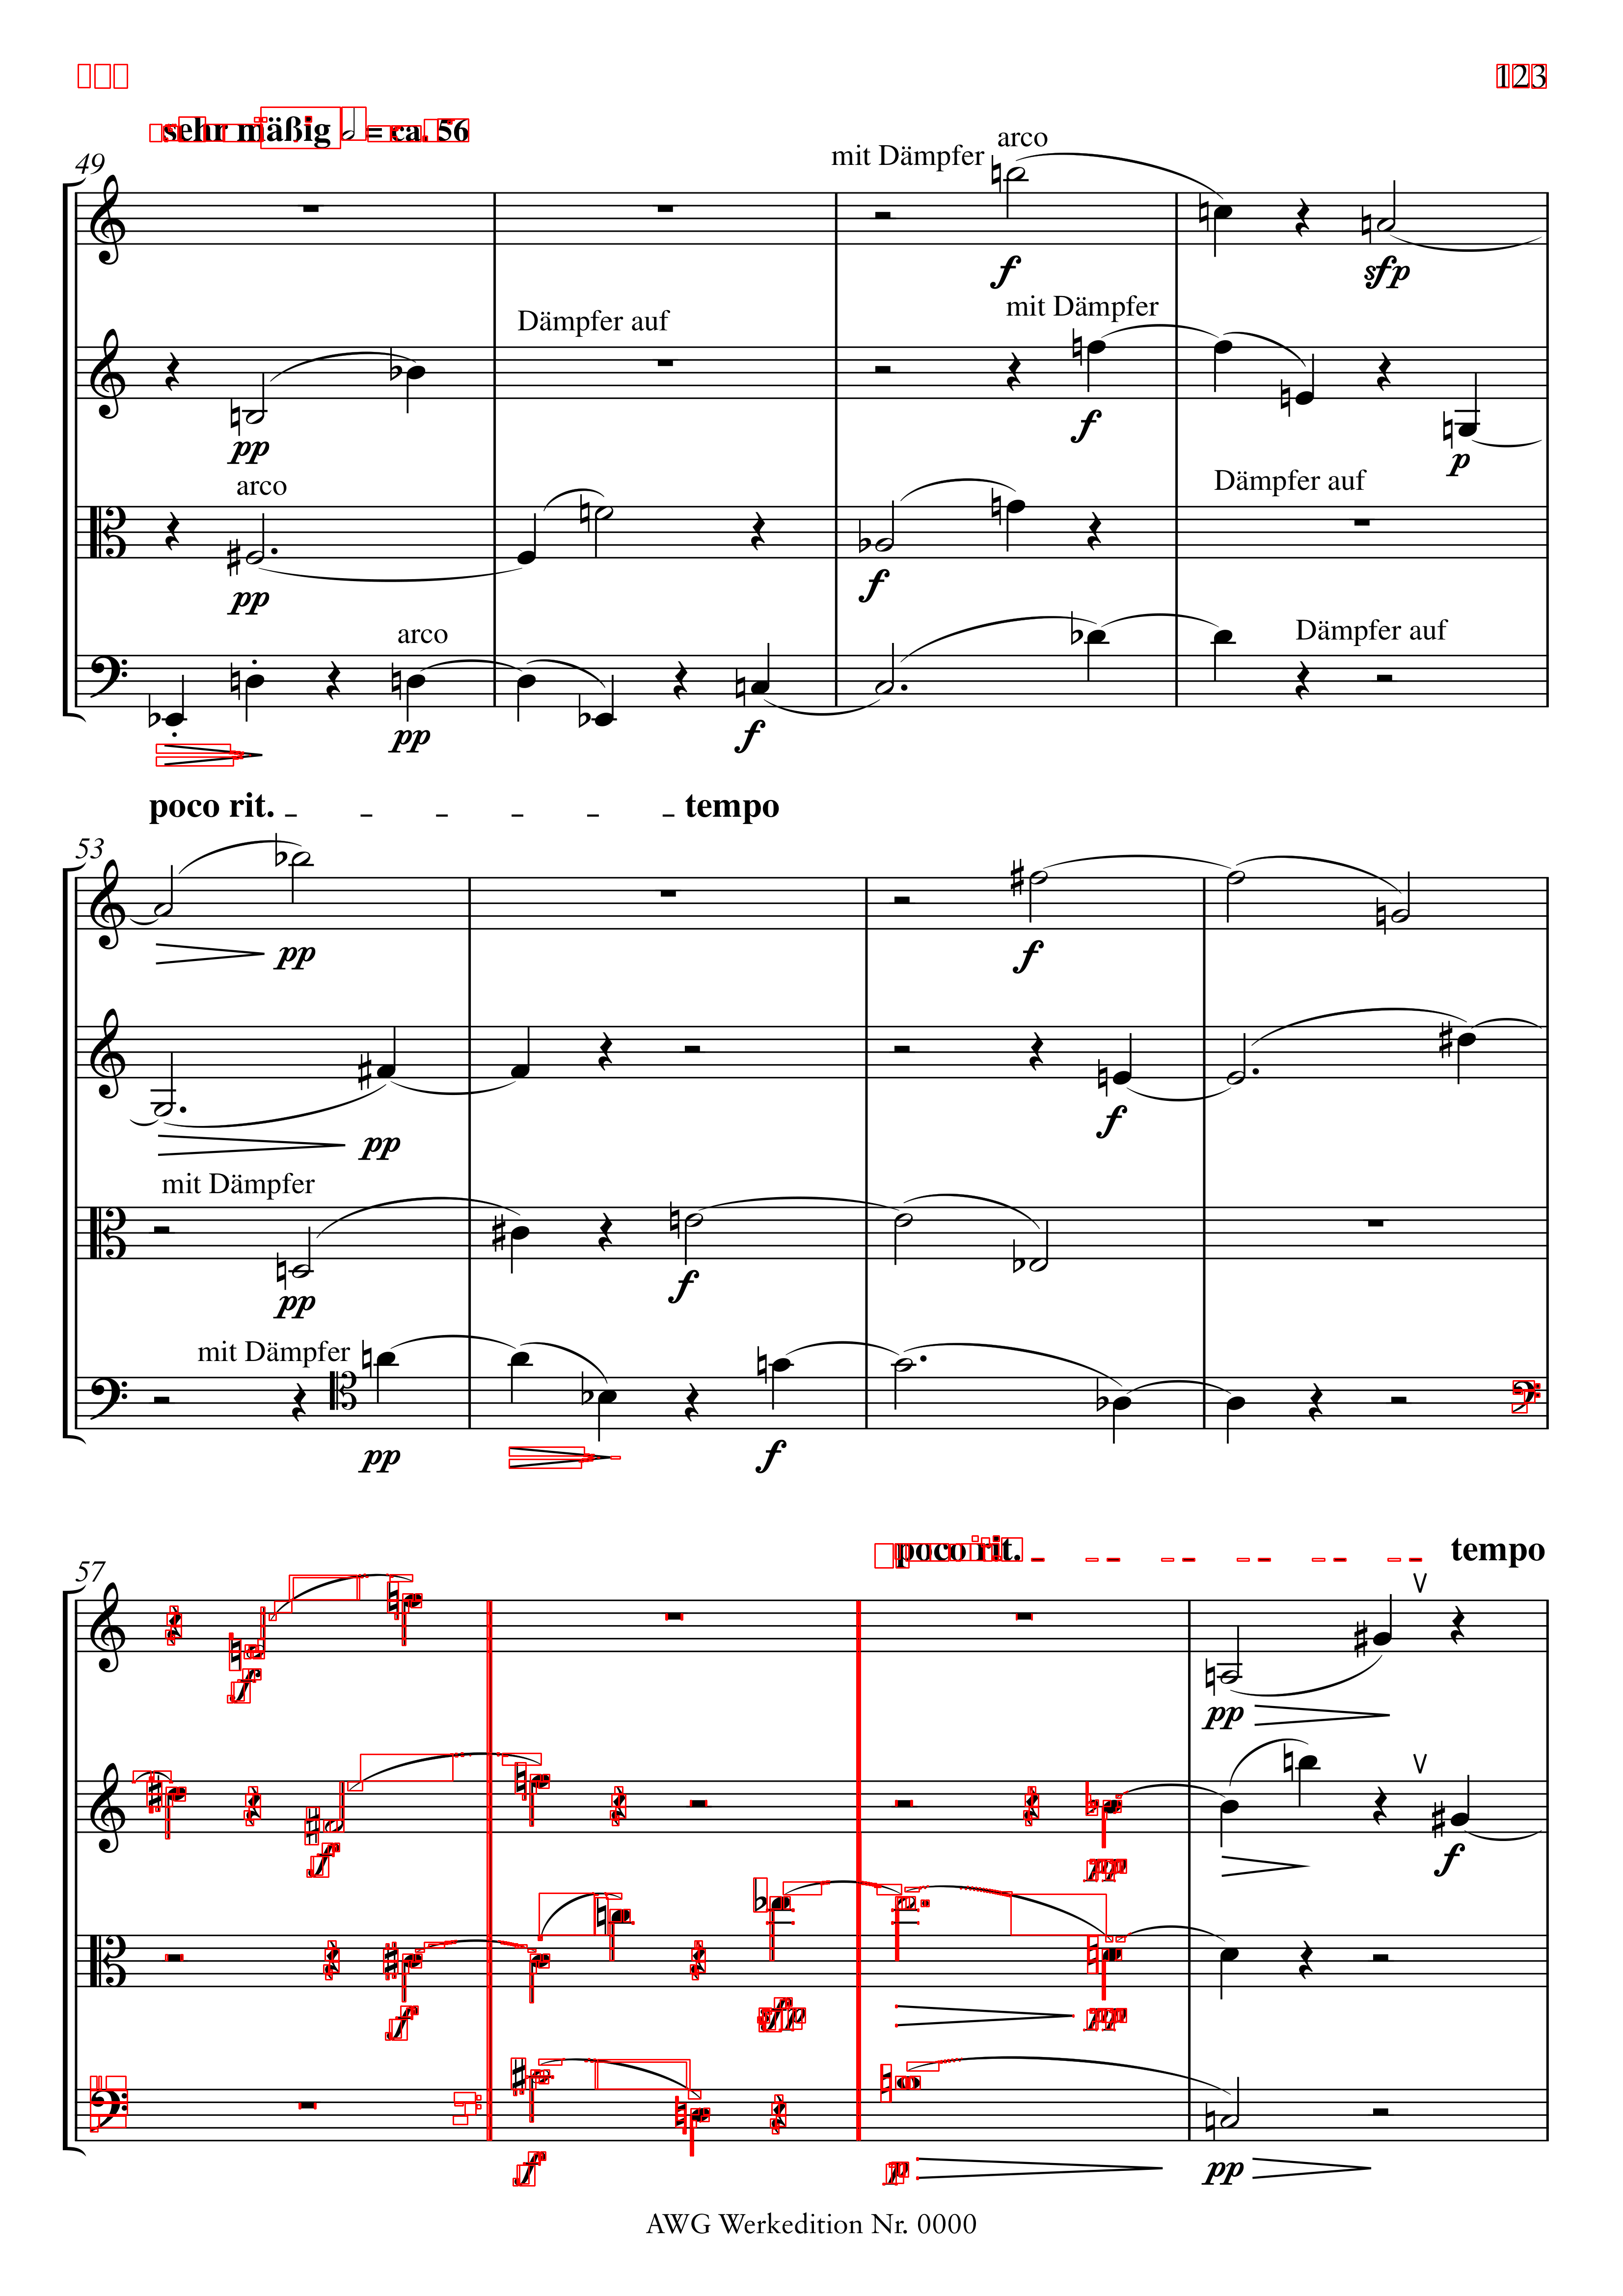 123
sehr mäßig = ca. 56
49
arco
mit Dämpfer
f
sfp
mit Dämpfer
Dämpfer auf
pp
f
p
arco
Dämpfer auf
pp
f
arco
Dämpfer auf
pp
f
poco rit. tempo
53
pp
f
pp
f
mit Dämpfer
pp
f
mit Dämpfer
pp
f
poco rit. tempo
57
f
pp
f
pp
f
f
sfp
pp
f
p
pp
AWG Werkedition Nr. 0000